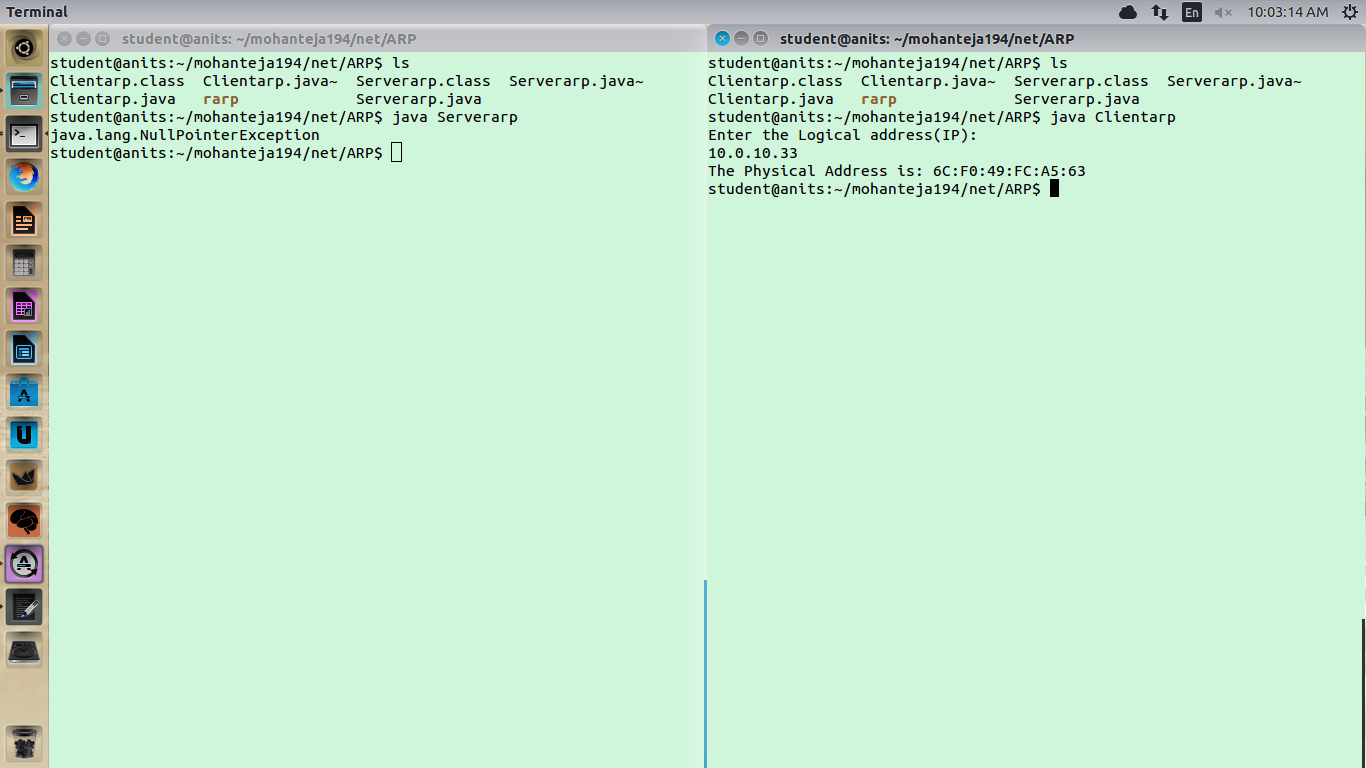 Terminal
En
10:03:14 AM
student@anits: ~/mohanteja194/net/ARP
student@anits:~/mohanteja194/net/ARP$ ls
Clientarp.class  Clientarp.java~  Serverarp.class  Serverarp.java~
Clientarp.java   rarp             Serverarp.java
student@anits:~/mohanteja194/net/ARP$ java Serverarp
java.lang.NullPointerException
student@anits:~/mohanteja194/net/ARP$
student@anits: ~/mohanteja194/net/ARP
student@anits:~/mohanteja194/net/ARP$ ls
Clientarp.class  Clientarp.java~  Serverarp.class  Serverarp.java~
Clientarp.java   rarp             Serverarp.java
student@anits:~/mohanteja194/net/ARP$ java Clientarp
Enter the Logical address(IP):
10.0.10.33
The Physical Address is: 6C:F0:49:FC:A5:63
student@anits:~/mohanteja194/net/ARP$